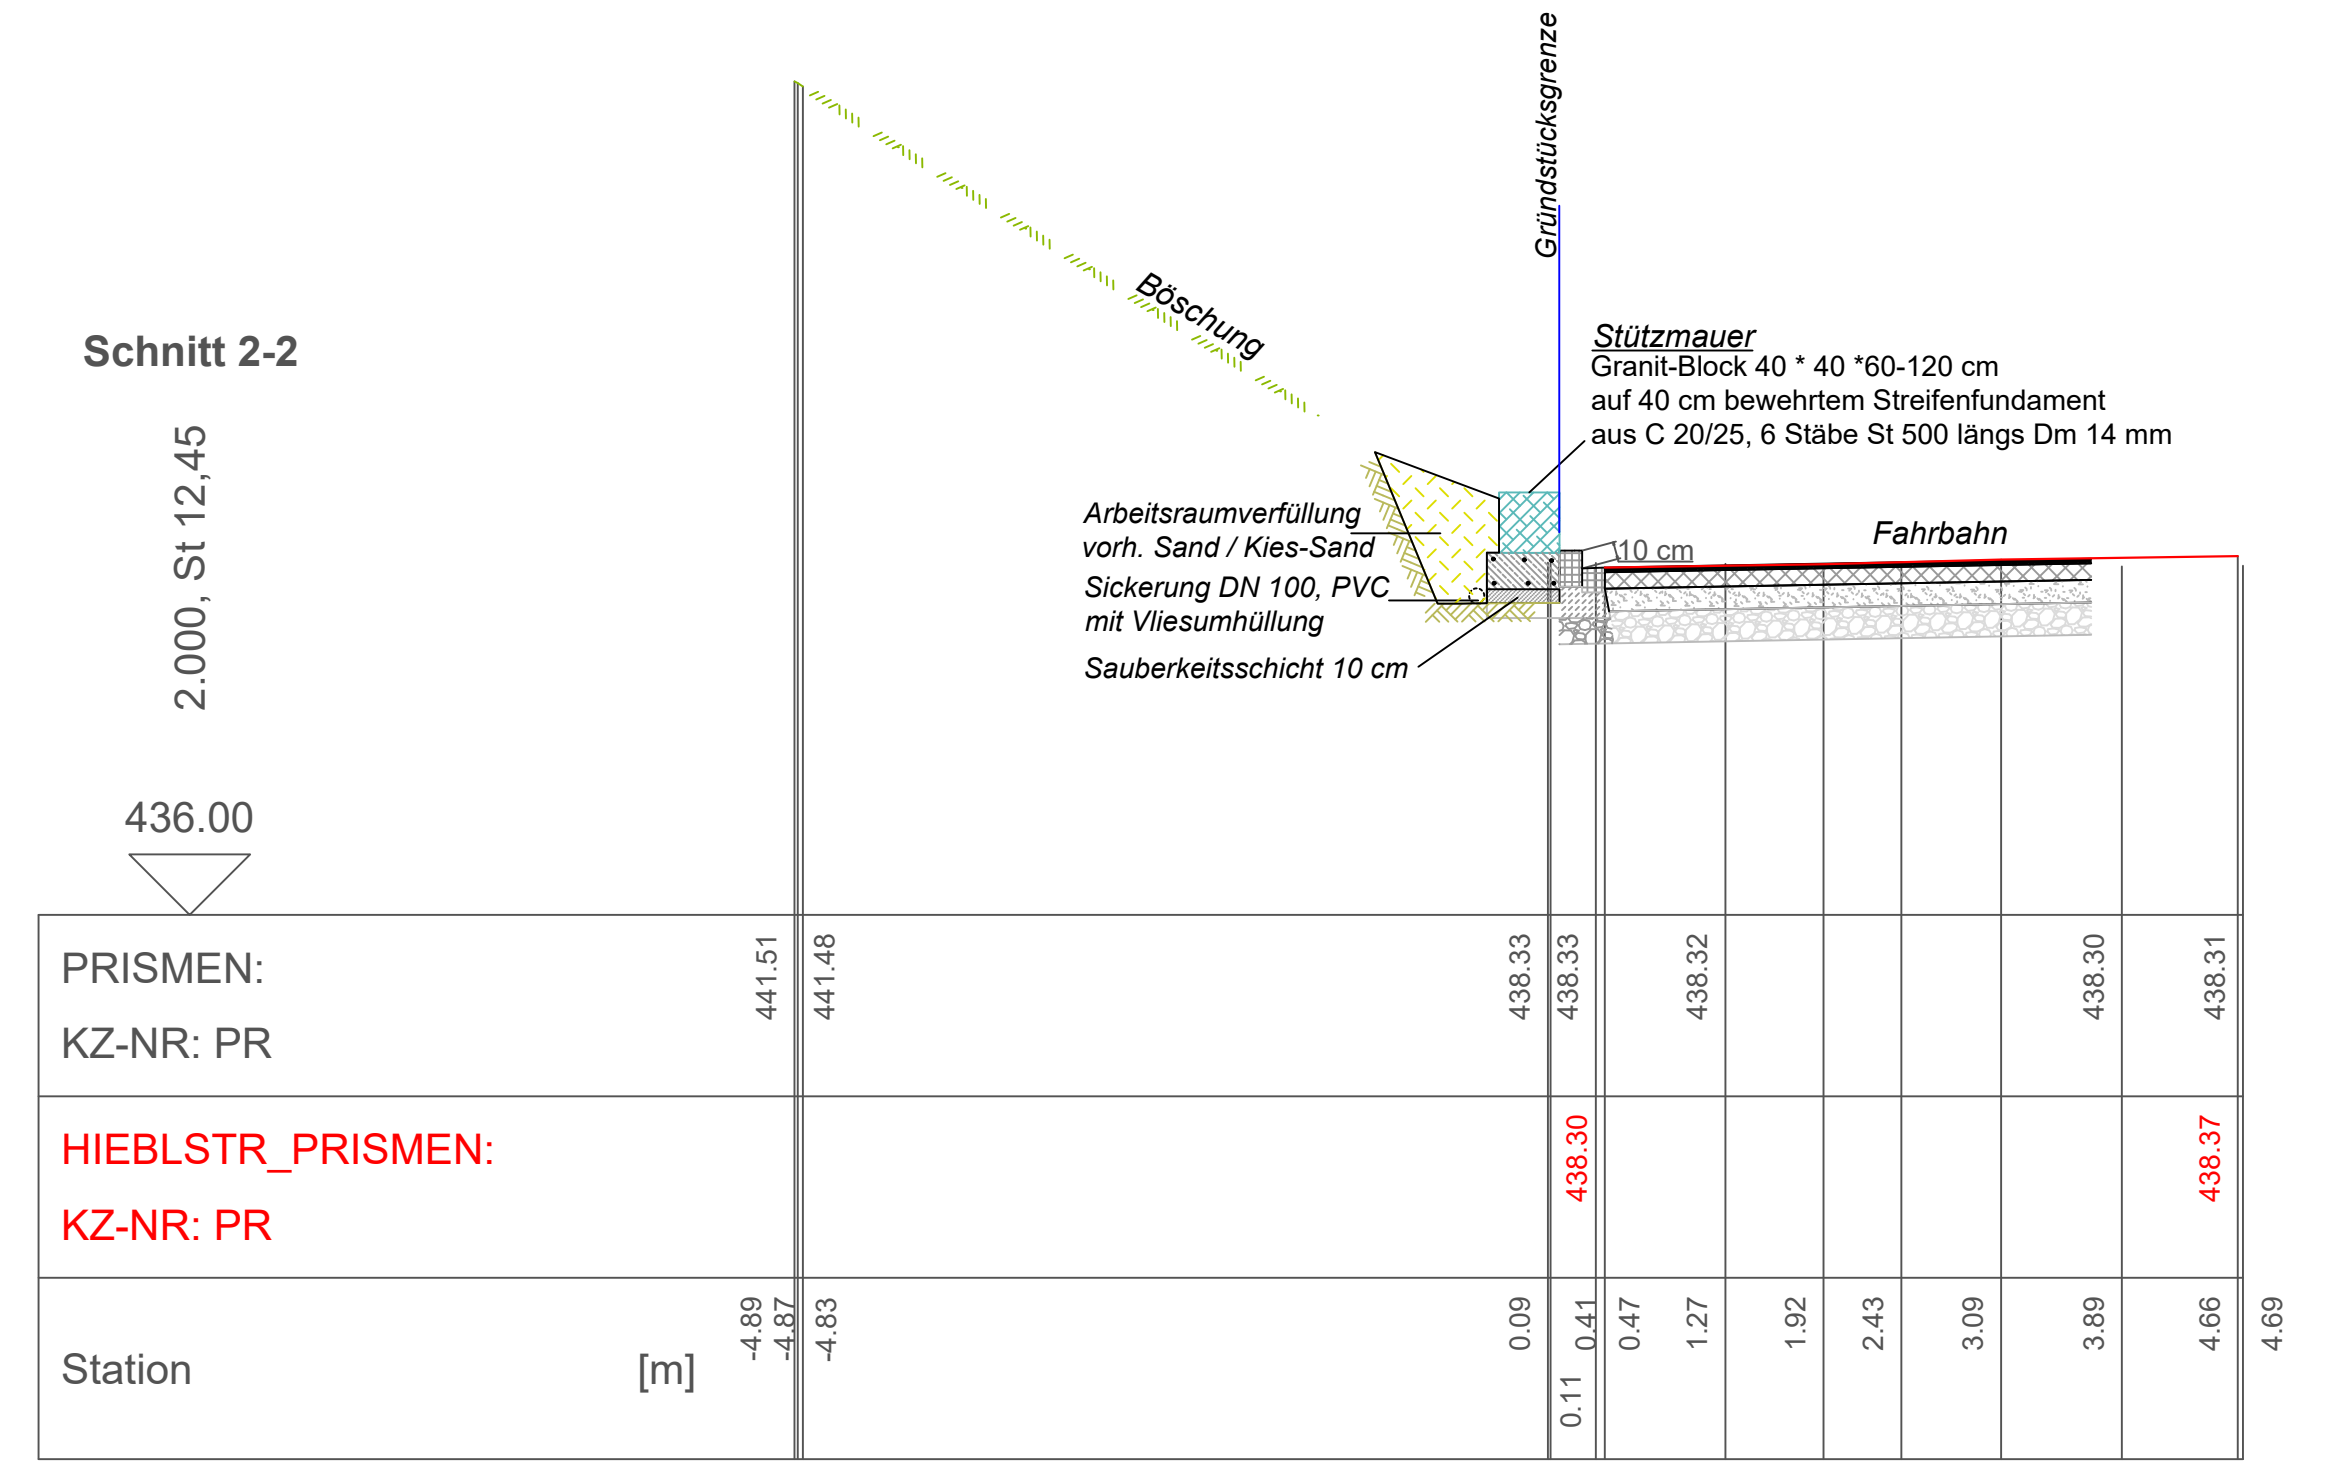 Gründstücksgrenze
Schnitt 2-2
2.000, St 12,45
Böschung
Stützmauer
Granit-Block 40 * 40 *60-120 cm
auf 40 cm bewehrtem Streifenfundament
aus C 20/25, 6 Stäbe St 500 längs Dm 14 mm
Arbeitsraumverfüllung
vorh. Sand / Kies-Sand
10 cm
Fahrbahn
Sickerung DN 100, PVC
mit Vliesumhüllung
Sauberkeitsschicht 10 cm
436.00
PRISMEN:
KZ-NR: PR
441.51
441.48
438.33
438.33
438.32
438.30
438.31
HIEBLSTR_PRISMEN:
KZ-NR: PR
438.30
438.37
Station [m]
-4.89
-4.87
-4.83
0.09
0.11
0.41
0.47
1.27
1.92
2.43
3.09
3.89
4.66
4.69